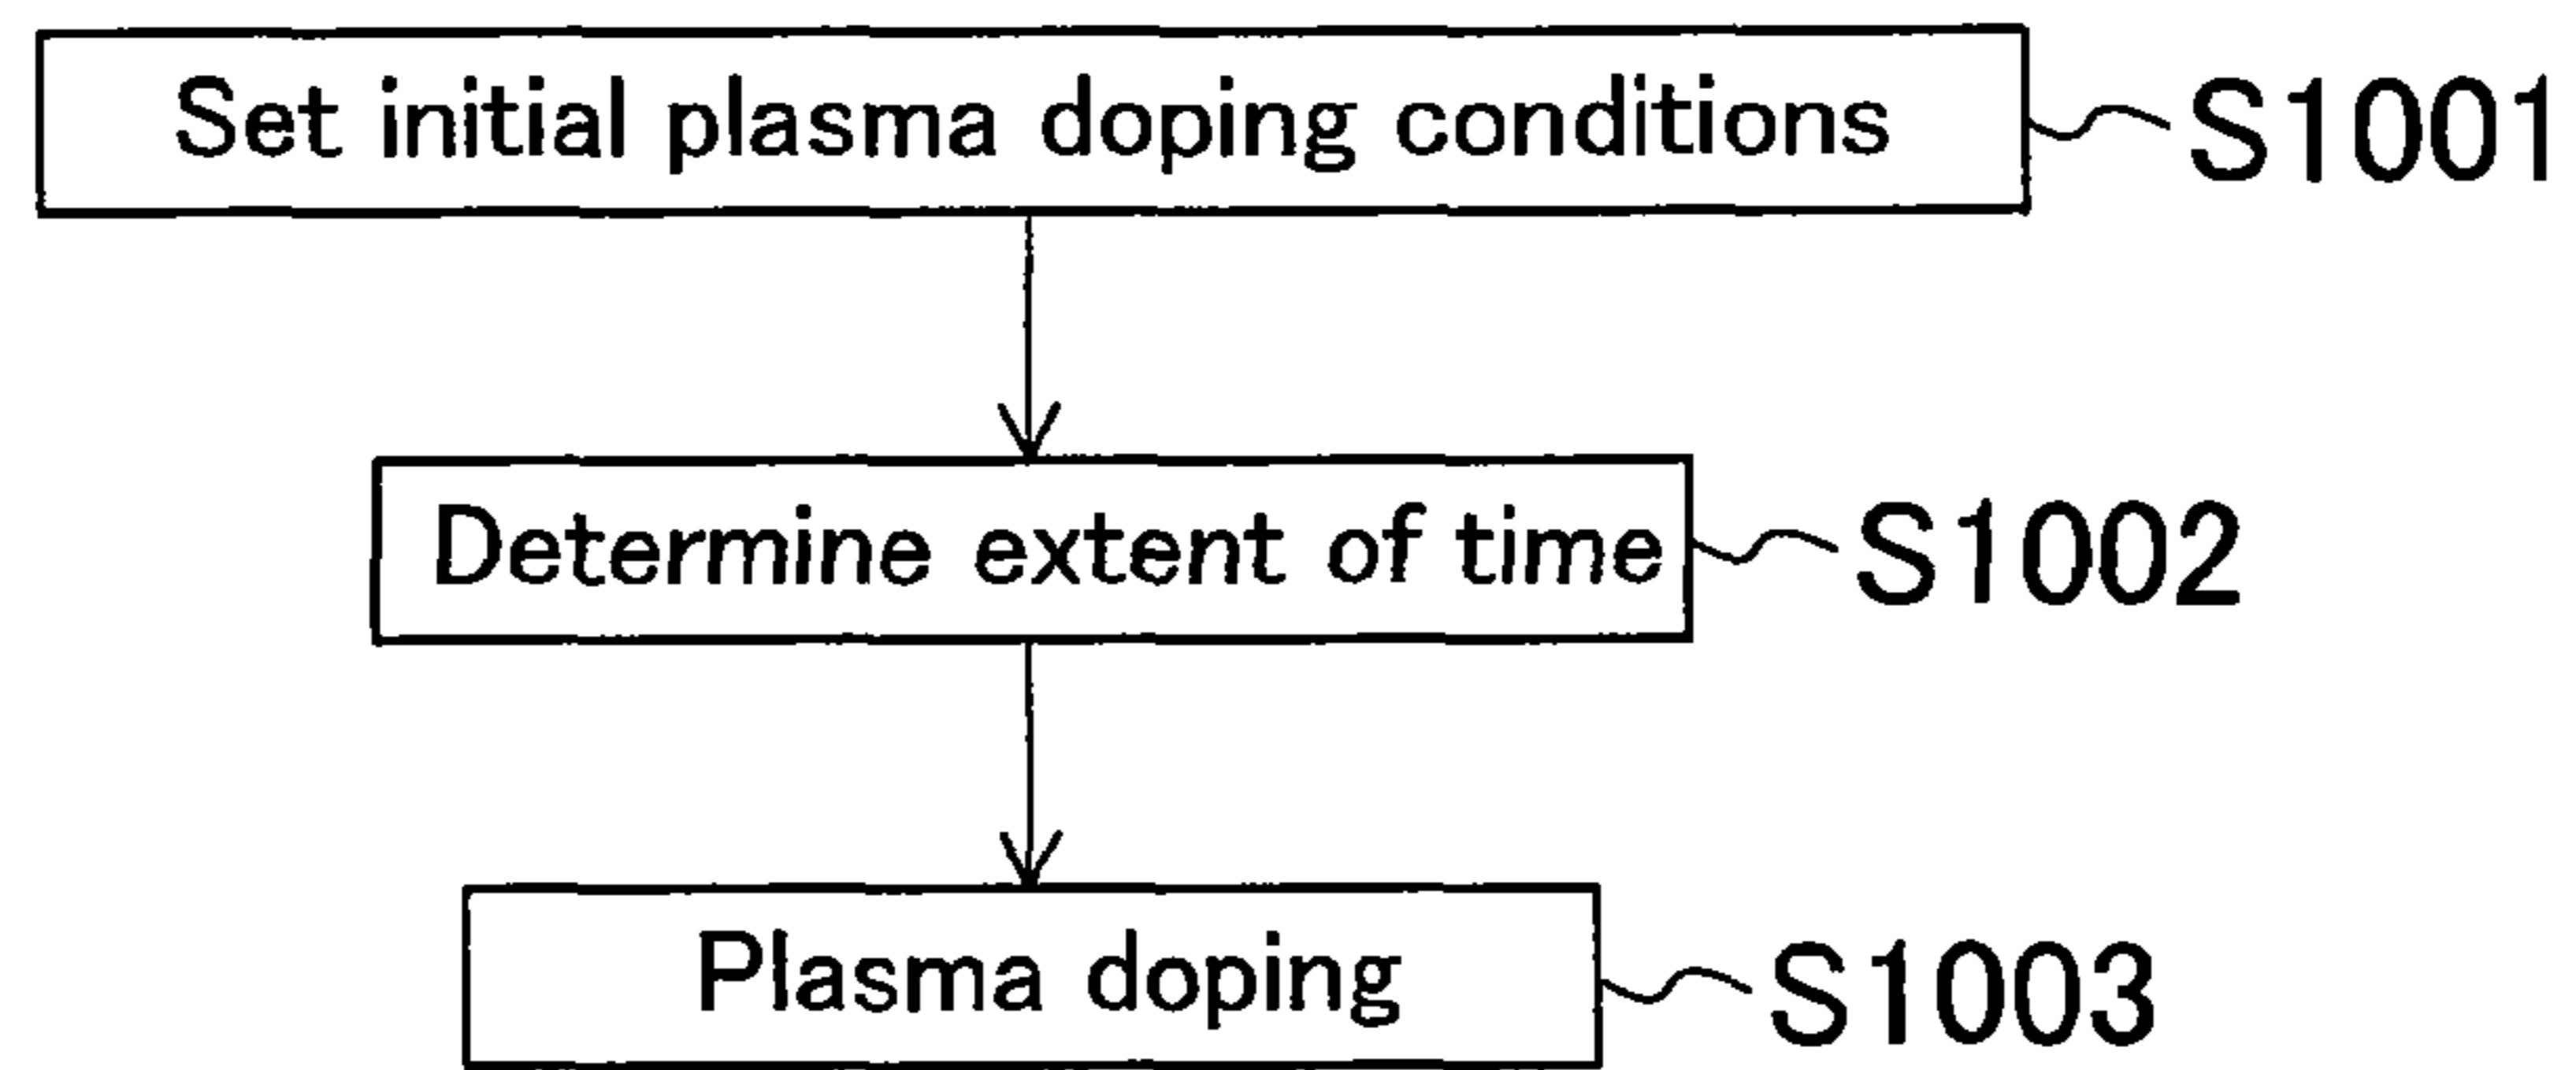 Set initial plasma doping conditions S1001
Determine extent of time S1002
Plasma doping S1003